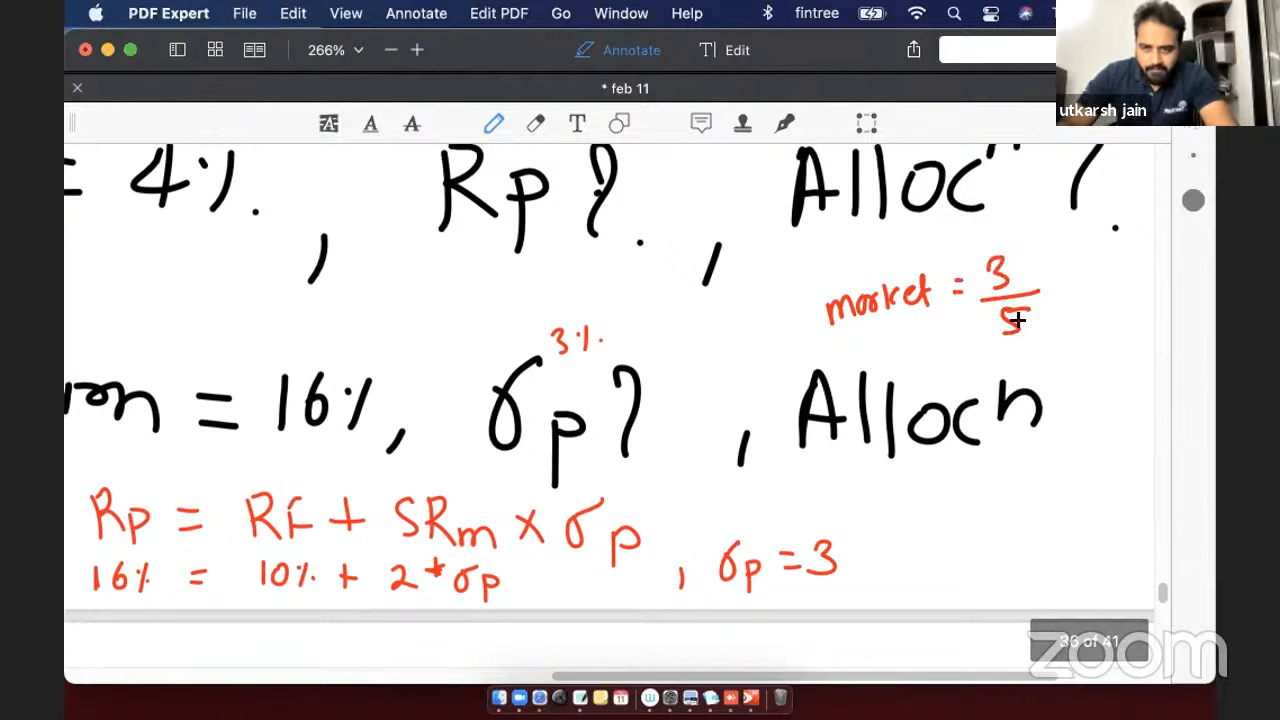 PDF Expert File Edit View Annotate Edit PDF Go Window Help fintree
266% Annotate Edit
* feb 11
utkarsh jain
= 4%. , Rp?. , Allocn ?.
market = 3/5
3%.
= 16%, σp? , Allocn
Rp = RF + SRm × σp
16% = 10% + 2 * σp , σp = 3
36 of 41
zoom